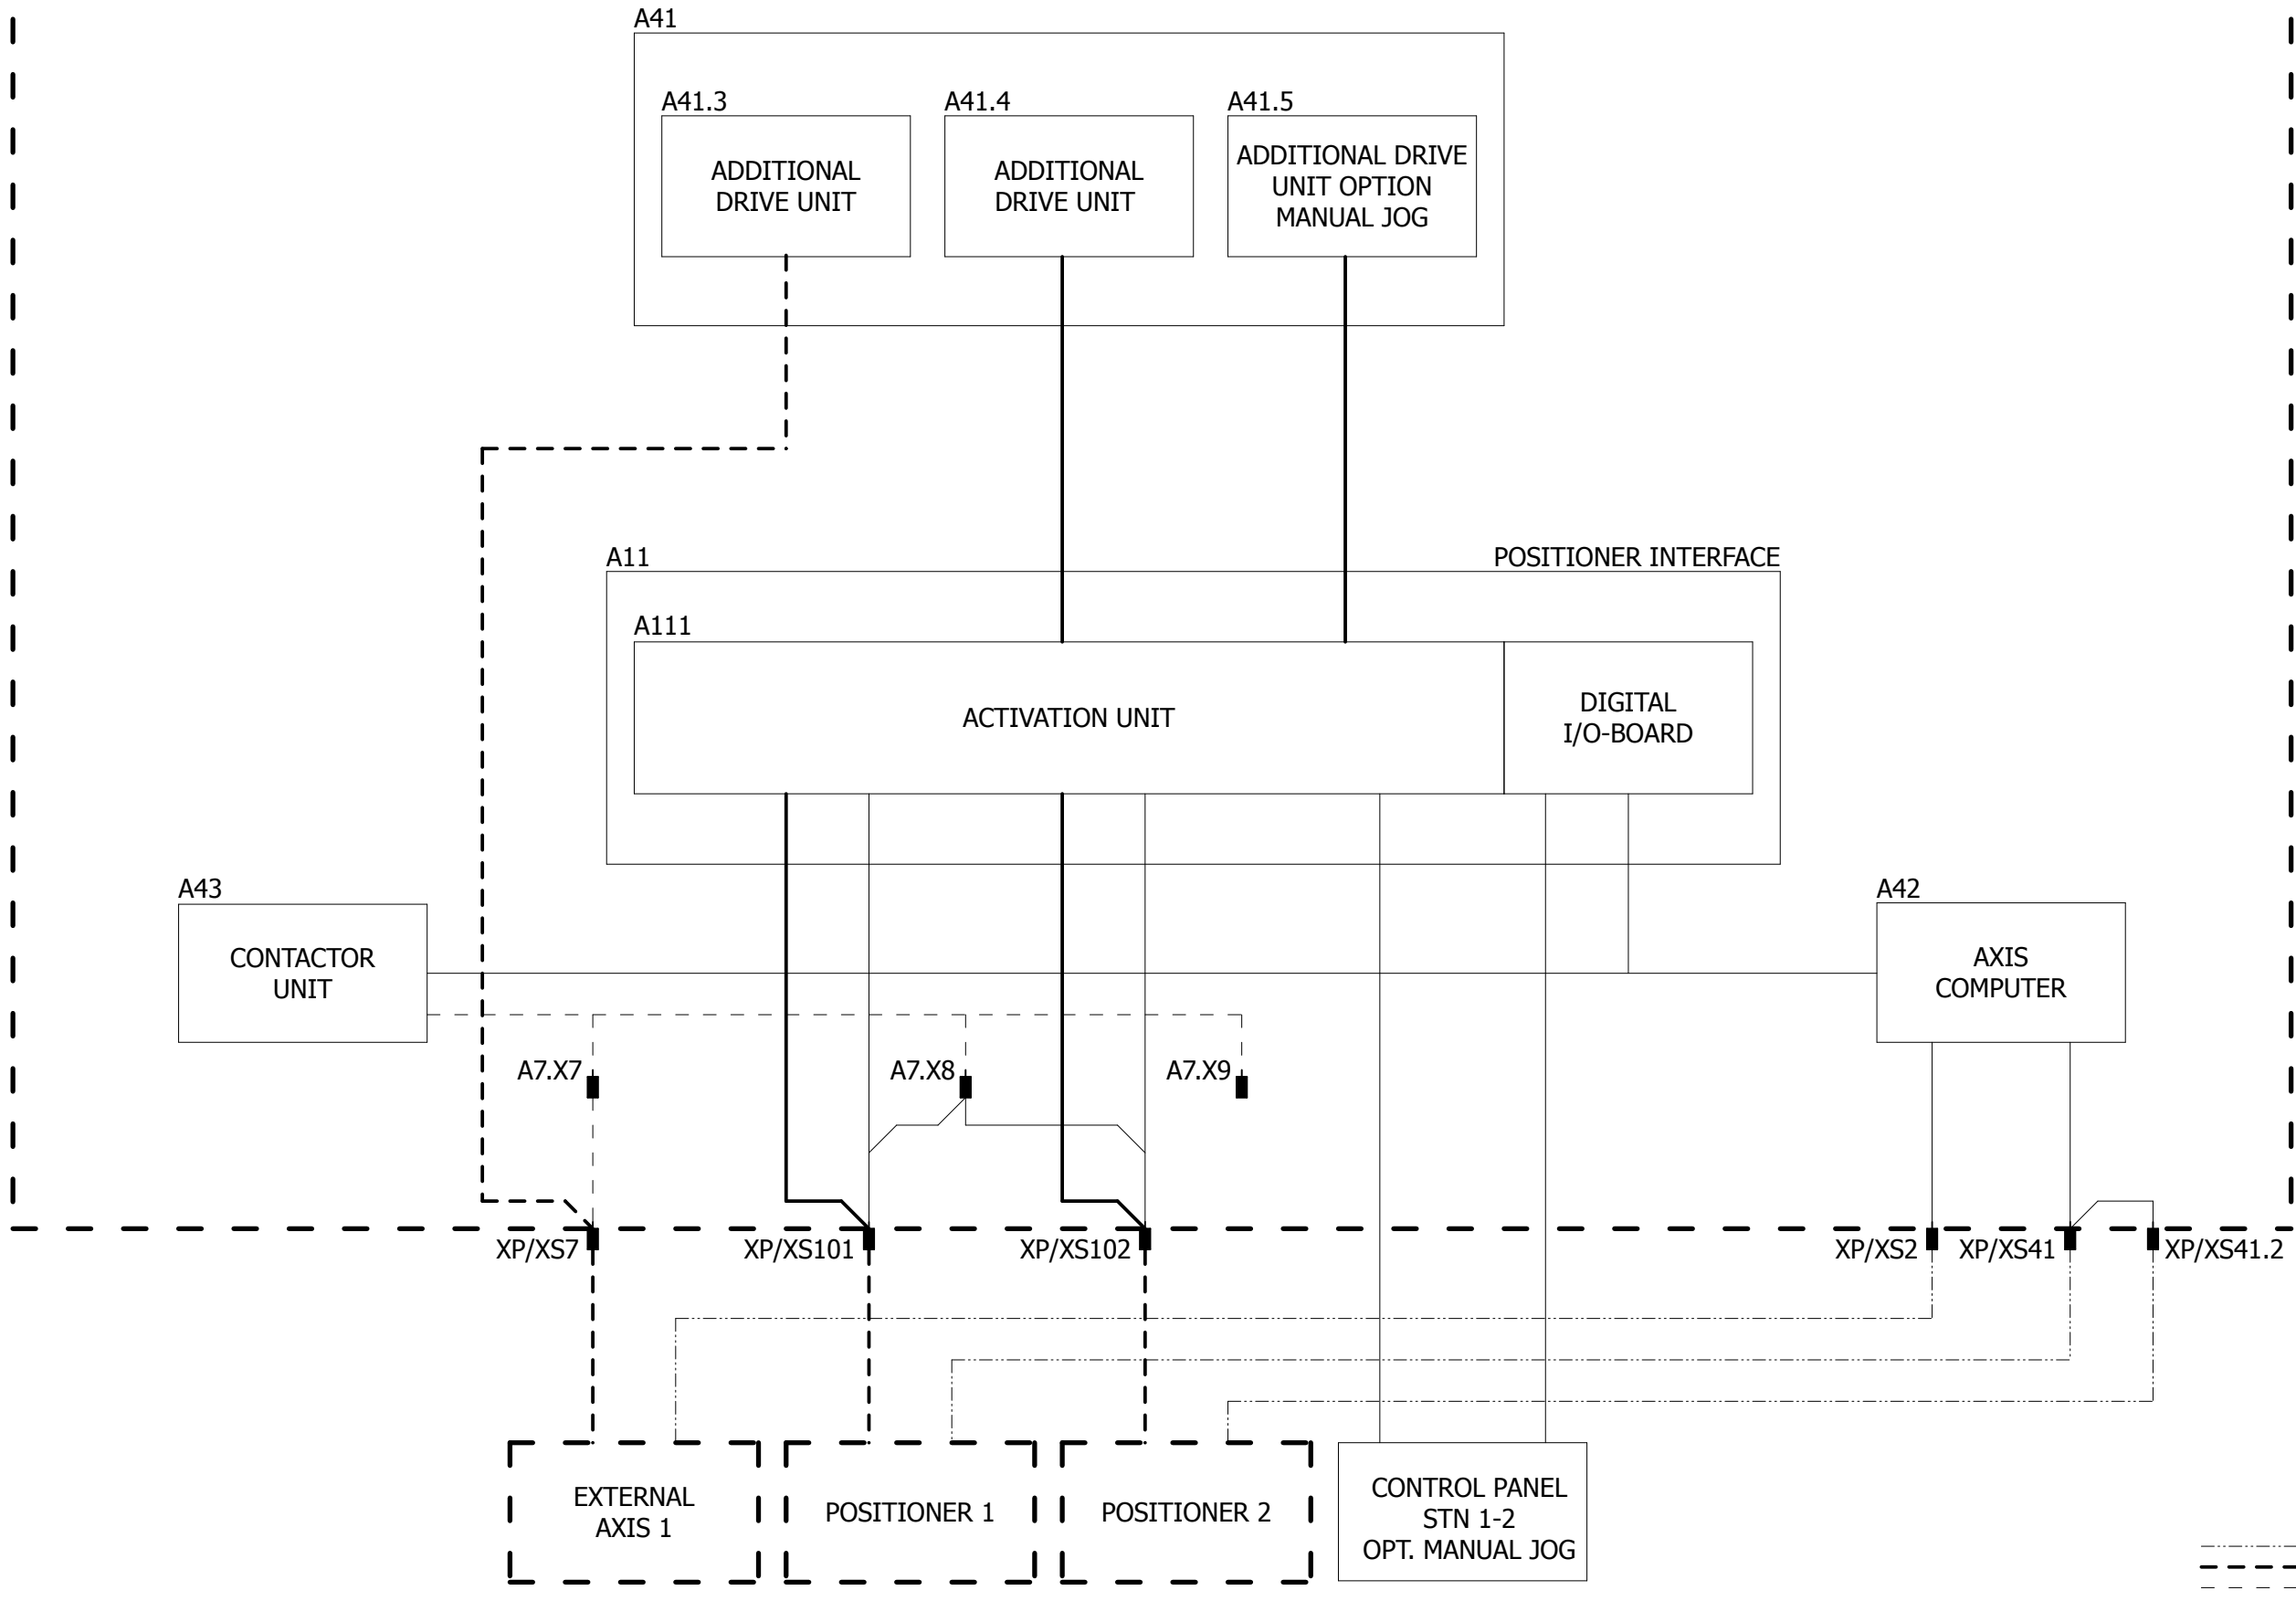 A41
A41.3
A41.4
A41.5
ADDITIONAL
DRIVE UNIT
ADDITIONAL
DRIVE UNIT
ADDITIONAL DRIVE
UNIT OPTION
MANUAL JOG
A11
POSITIONER INTERFACE
A111
ACTIVATION UNIT
DIGITAL
I/O-BOARD
A43
CONTACTOR
UNIT
A42
AXIS
COMPUTER
A7.X7
A7.X8
A7.X9
XP/XS7
XP/XS101
XP/XS102
XP/XS2
XP/XS41
XP/XS41.2
EXTERNAL
AXIS 1
POSITIONER 1
POSITIONER 2
CONTROL PANEL
STN 1-2
OPT. MANUAL JOG